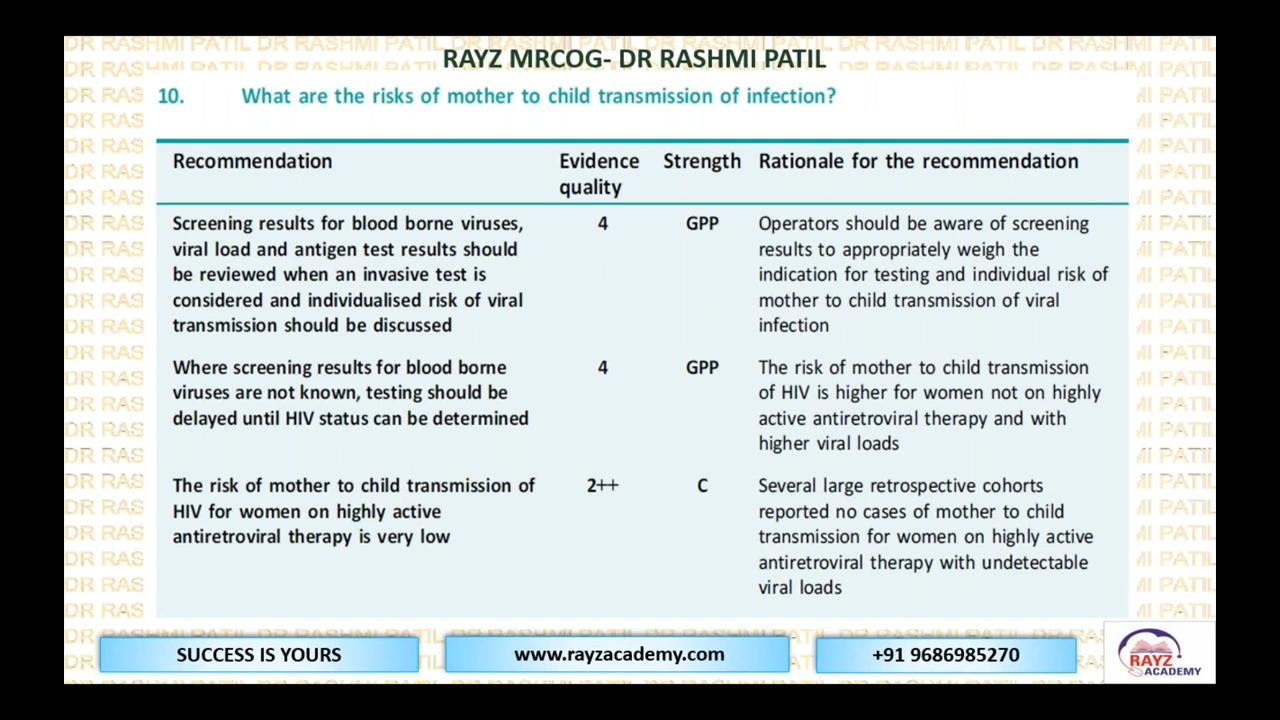 RAYZ MRCOG- DR RASHMI PATIL
10. What are the risks of mother to child transmission of infection?
Recommendation Evidence quality Strength Rationale for the recommendation
Screening results for blood borne viruses,
viral load and antigen test results should
be reviewed when an invasive test is
considered and individualised risk of viral
transmission should be discussed
4 GPP
Operators should be aware of screening
results to appropriately weigh the
indication for testing and individual risk of
mother to child transmission of viral
infection
Where screening results for blood borne
viruses are not known, testing should be
delayed until HIV status can be determined
4 GPP
The risk of mother to child transmission
of HIV is higher for women not on highly
active antiretroviral therapy and with
higher viral loads
The risk of mother to child transmission of
HIV for women on highly active
antiretroviral therapy is very low
2++ C
Several large retrospective cohorts
reported no cases of mother to child
transmission for women on highly active
antiretroviral therapy with undetectable
viral loads
SUCCESS IS YOURS
www.rayzacademy.com
+91 9686985270
RAYZ
ACADEMY